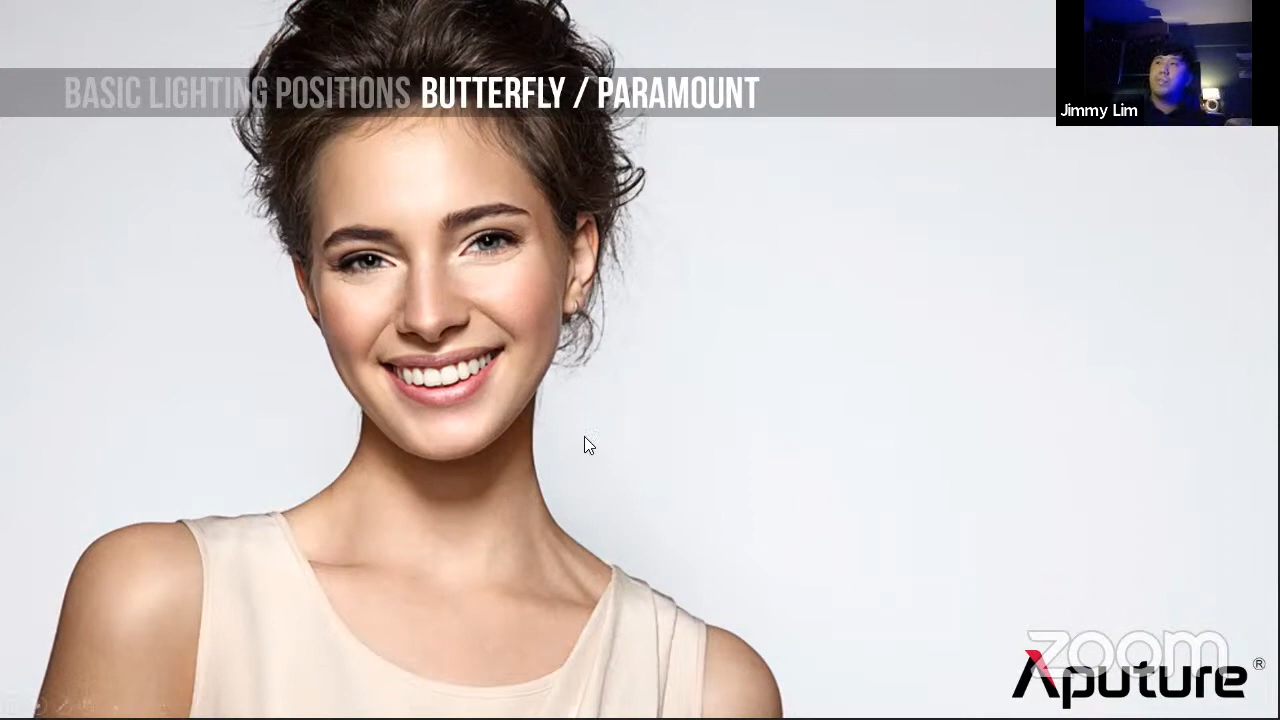 BASIC LIGHTING POSITIONS BUTTERFLY / PARAMOUNT
Jimmy Lim
zoom
Aputure®